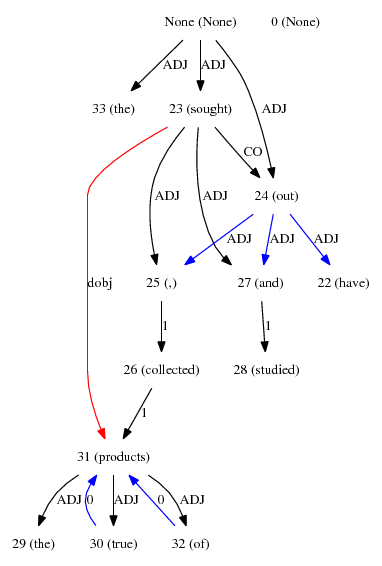 None (None) 0 (None)
ADJ ADJ
33 (the) 23 (sought) ADJ
CO
24 (out)
ADJ ADJ
ADJ ADJ ADJ
dobj 25 (,) 27 (and) 22 (have)
1 1
26 (collected) 28 (studied)
1
31 (products)
ADJ 0 ADJ 0 ADJ
29 (the) 30 (true) 32 (of)